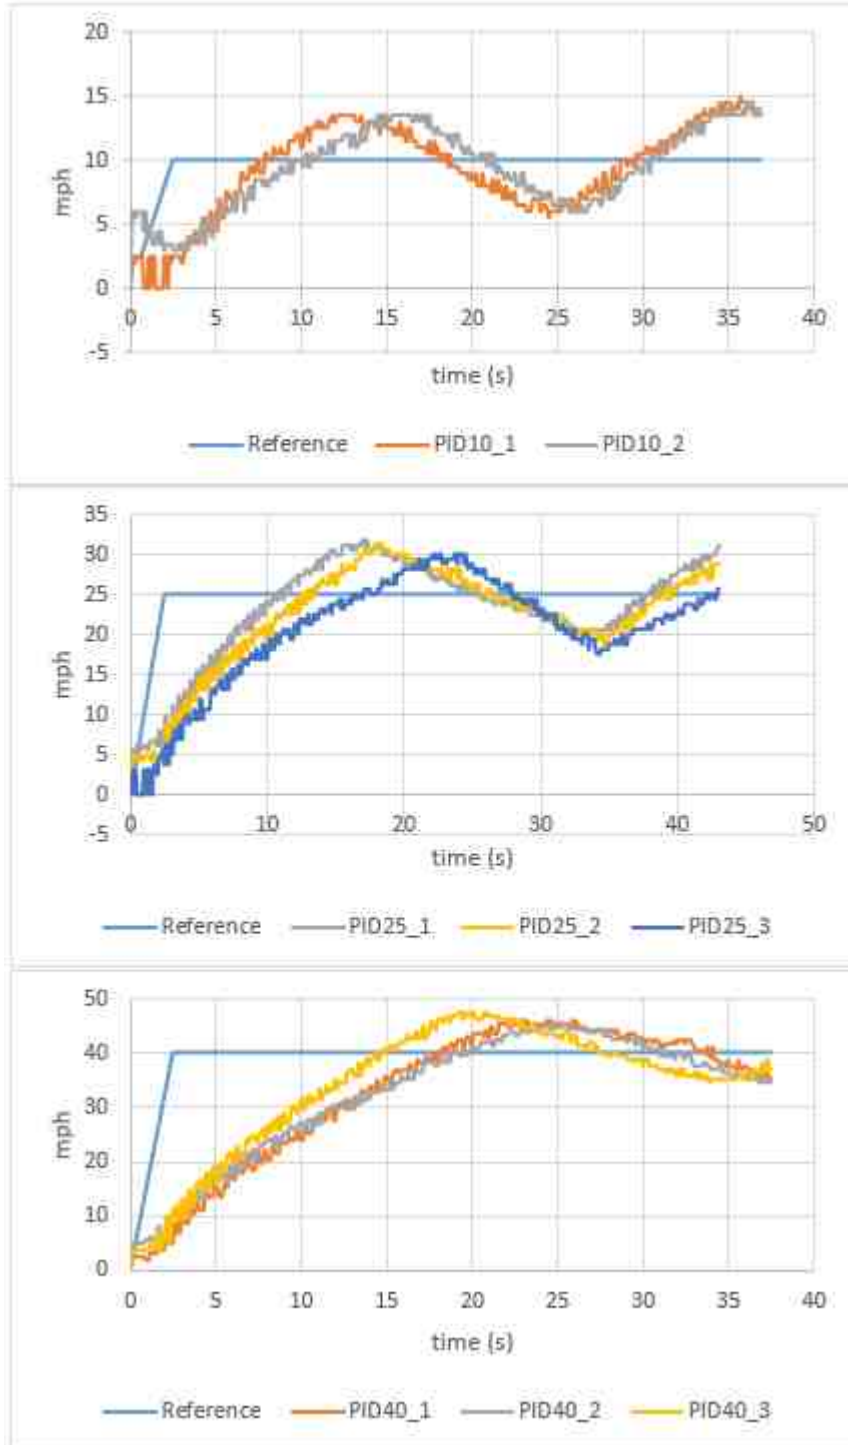 20
15
10
5
0
-5
mph
0 5 10 15 20 25 30 35 40
time (s)
Reference PID10_1 PID10_2
35
30
25
20
15
10
5
0
-5
mph
0 10 20 30 40 50
time (s)
Reference PID25_1 PID25_2 PID25_3
50
40
30
20
10
0
mph
0 5 10 15 20 25 30 35 40
time (s)
Reference PID40_1 PID40_2 PID40_3